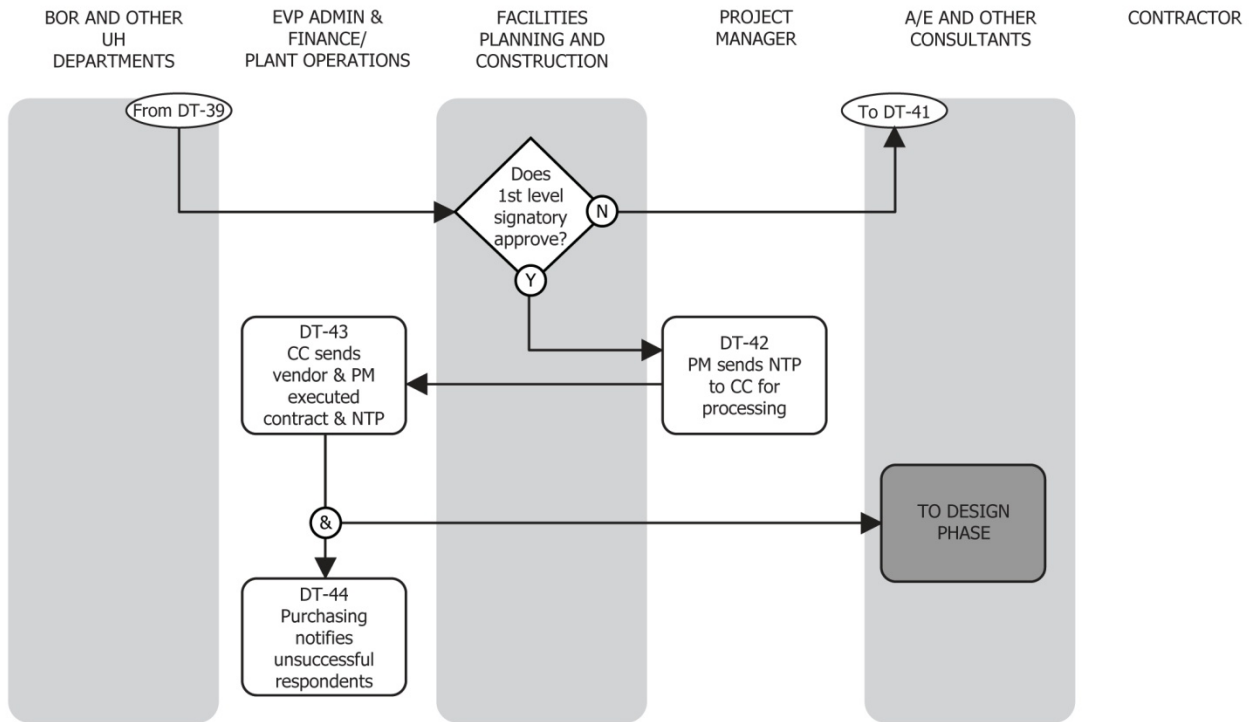 BOR AND OTHER
UH
DEPARTMENTS
EVP ADMIN &
FINANCE/
PLANT OPERATIONS
FACILITIES
PLANNING AND
CONSTRUCTION
PROJECT
MANAGER
A/E AND OTHER
CONSULTANTS
CONTRACTOR
From DT-39
To DT-41
Does
1st level
signatory
approve?
N
Y
DT-43
CC sends
vendor & PM
executed
contract & NTP
DT-42
PM sends NTP
to CC for
processing
&
TO DESIGN
PHASE
DT-44
Purchasing
notifies
unsuccessful
respondents